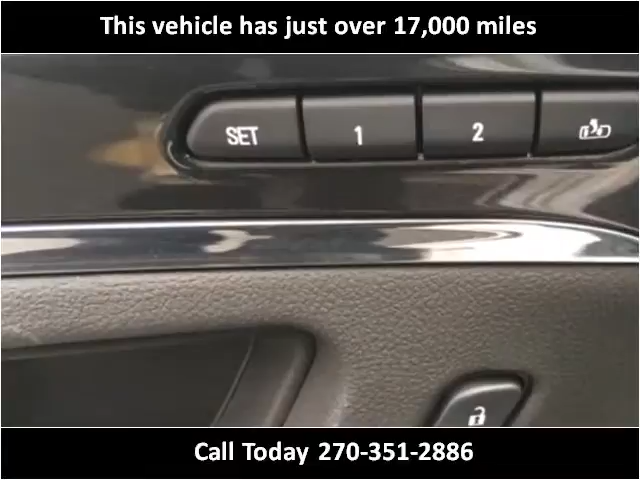 This vehicle has just over 17,000 miles
SET 1 2
Call Today 270-351-2886